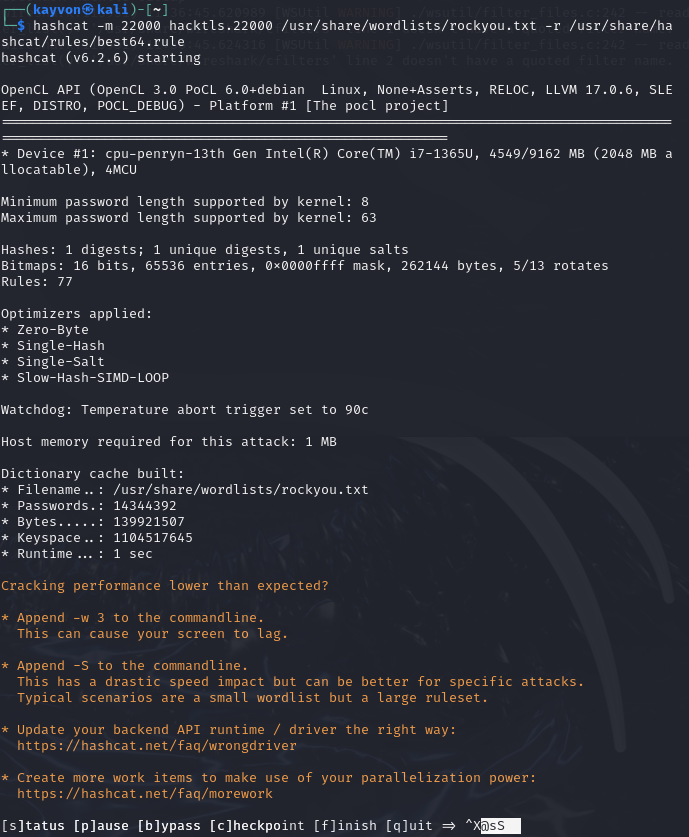 ┌──(kayvon㉿kali)-[~]
└─$ hashcat -m 22000 hacktls.22000 /usr/share/wordlists/rockyou.txt -r /usr/share/ha
shcat/rules/best64.rule
hashcat (v6.2.6) starting
OpenCL API (OpenCL 3.0 PoCL 6.0+debian  Linux, None+Asserts, RELOC, LLVM 17.0.6, SLE
EF, DISTRO, POCL_DEBUG) - Platform #1 [The pocl project]
====================================================================================
========================================================
* Device #1: cpu-penryn-13th Gen Intel(R) Core(TM) i7-1365U, 4549/9162 MB (2048 MB a
llocatable), 4MCU
Minimum password length supported by kernel: 8
Maximum password length supported by kernel: 63
Hashes: 1 digests; 1 unique digests, 1 unique salts
Bitmaps: 16 bits, 65536 entries, 0x0000ffff mask, 262144 bytes, 5/13 rotates
Rules: 77
Optimizers applied:
* Zero-Byte
* Single-Hash
* Single-Salt
* Slow-Hash-SIMD-LOOP
Watchdog: Temperature abort trigger set to 90c
Host memory required for this attack: 1 MB
Dictionary cache built:
* Filename..: /usr/share/wordlists/rockyou.txt
* Passwords.: 14344392
* Bytes.....: 139921507
* Keyspace..: 1104517645
* Runtime...: 1 sec
Cracking performance lower than expected?
* Append -w 3 to the commandline.
  This can cause your screen to lag.
* Append -S to the commandline.
  This has a drastic speed impact but can be better for specific attacks.
  Typical scenarios are a small wordlist but a large ruleset.
* Update your backend API runtime / driver the right way:
  https://hashcat.net/faq/wrongdriver
* Create more work items to make use of your parallelization power:
  https://hashcat.net/faq/morework
[s]tatus [p]ause [b]ypass [c]heckpoint [f]inish [q]uit => ^X@sS